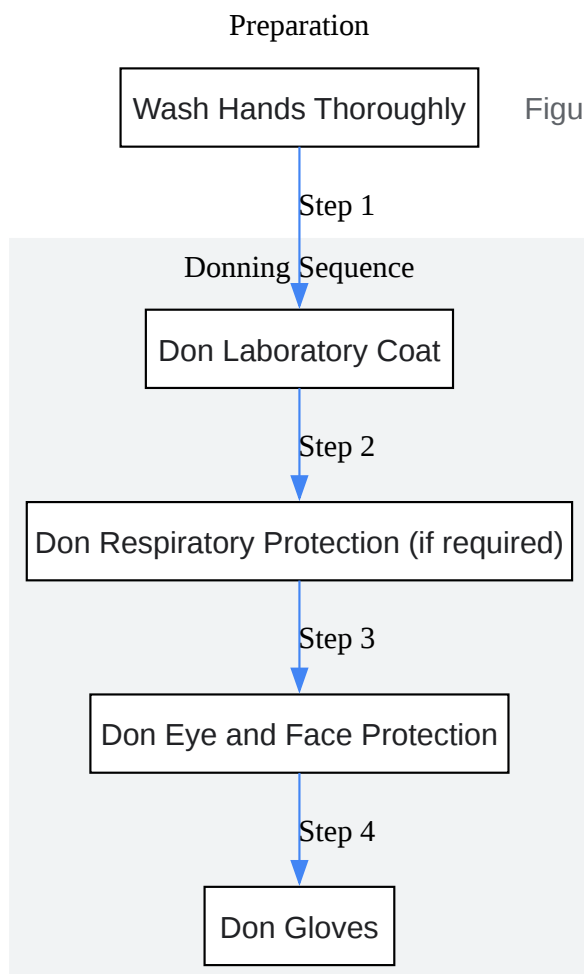 Preparation
Wash Hands Thoroughly
Step 1
Donning Sequence
Don Laboratory Coat
Step 2
Don Respiratory Protection (if required)
Step 3
Don Eye and Face Protection
Step 4
Don Gloves